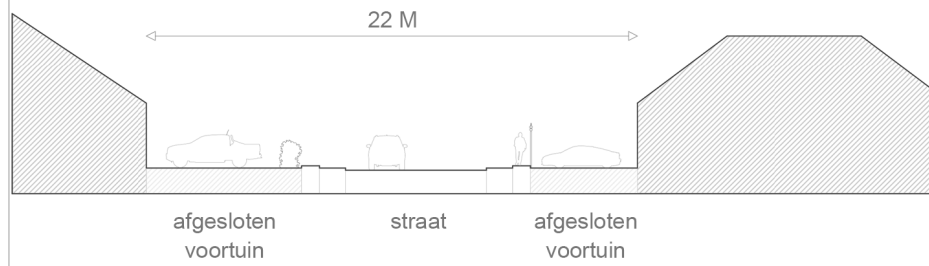 22 M
afgesloten
voortuin
straat
afgesloten
voortuin